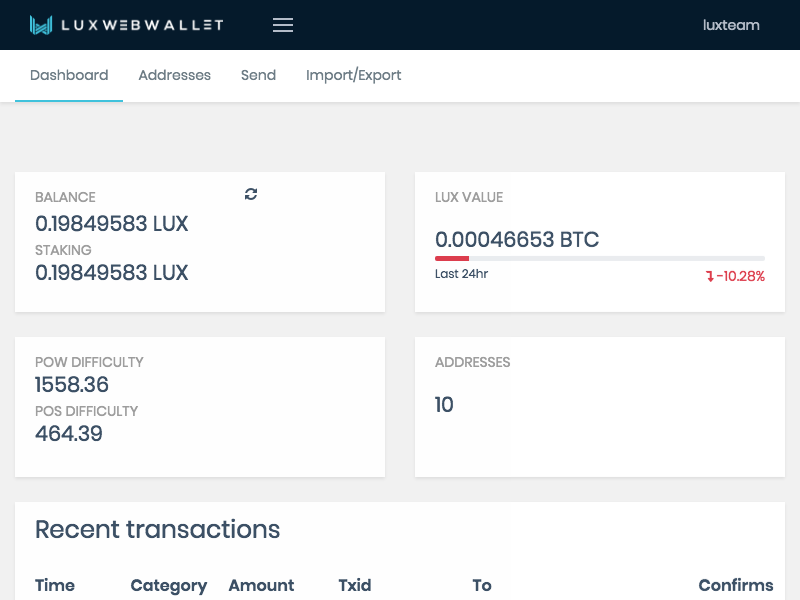 LUXWEBWALLET
luxteam
Dashboard Addresses Send Import/Export
BALANCE
0.19849583 LUX
STAKING
0.19849583 LUX
LUX VALUE
0.00046653 BTC
Last 24hr
-10.28%
POW DIFFICULTY
1558.36
POS DIFFICULTY
464.39
ADDRESSES
10
Recent transactions
Time Category Amount Txid To Confirms